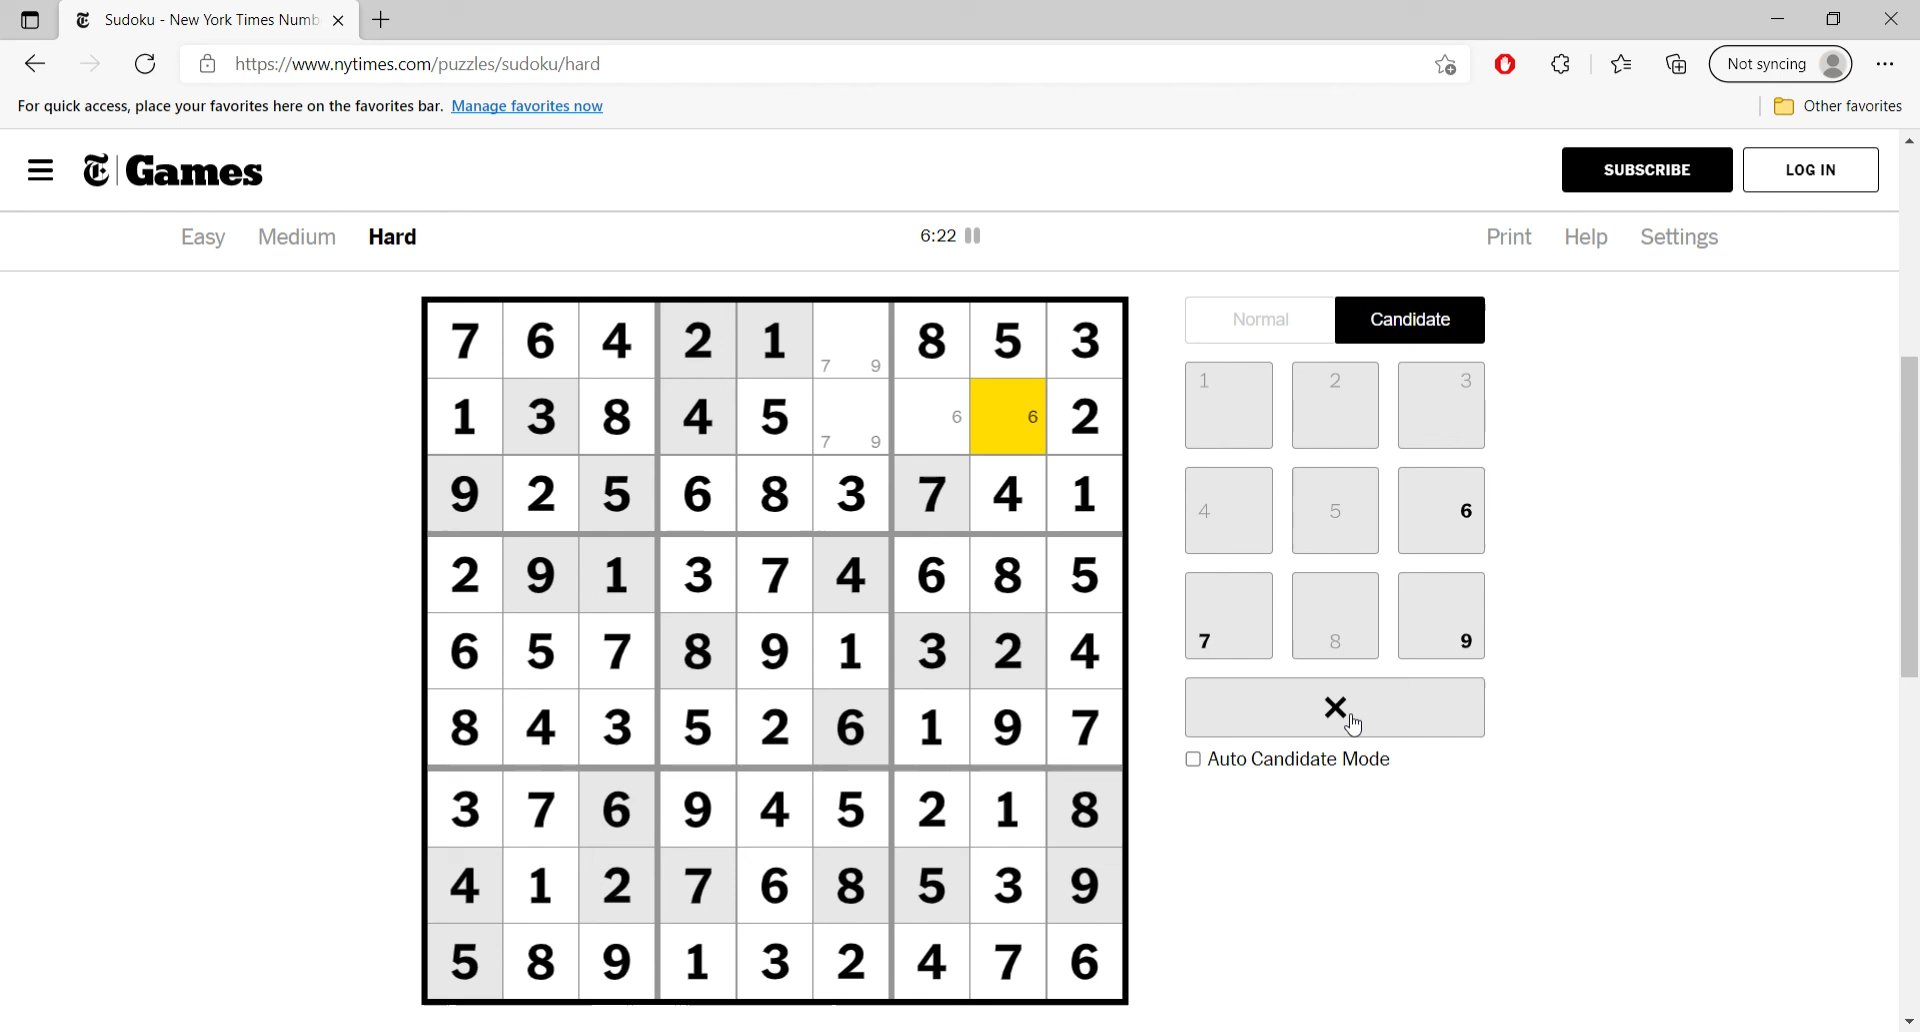 Sudoku - New York Times Numb
https://www.nytimes.com/puzzles/sudoku/hard
Not syncing
For quick access, place your favorites here on the favorites bar. Manage favorites now
Other favorites
T Games
SUBSCRIBE
LOG IN
Easy Medium Hard
6:22
Print Help Settings
7 6 4 2 1 7 9 8 5 3
1 3 8 4 5 7 9 6 6 2
9 2 5 6 8 3 7 4 1
2 9 1 3 7 4 6 8 5
6 5 7 8 9 1 3 2 4
8 4 3 5 2 6 1 9 7
3 7 6 9 4 5 2 1 8
4 1 2 7 6 8 5 3 9
5 8 9 1 3 2 4 7 6
Normal Candidate
1 2 3
4 5 6
7 8 9
X
Auto Candidate Mode